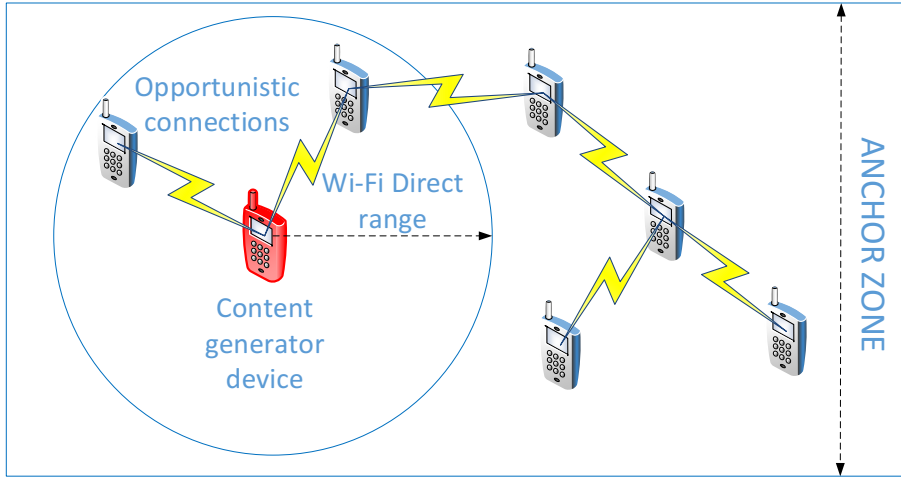 Opportunistic
connections
Wi-Fi Direct
range
Content
generator
device
ANCHOR ZONE